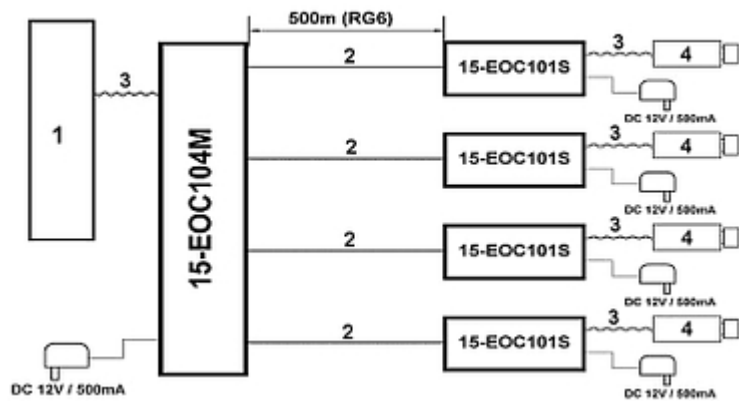 500m (RG6)
1
3
15-EOC104M
DC 12V / 500mA
2
15-EOC101S
3
4
DC 12V / 500mA
2
15-EOC101S
3
4
DC 12V / 500mA
2
15-EOC101S
3
4
DC 12V / 500mA
2
15-EOC101S
3
4
DC 12V / 500mA